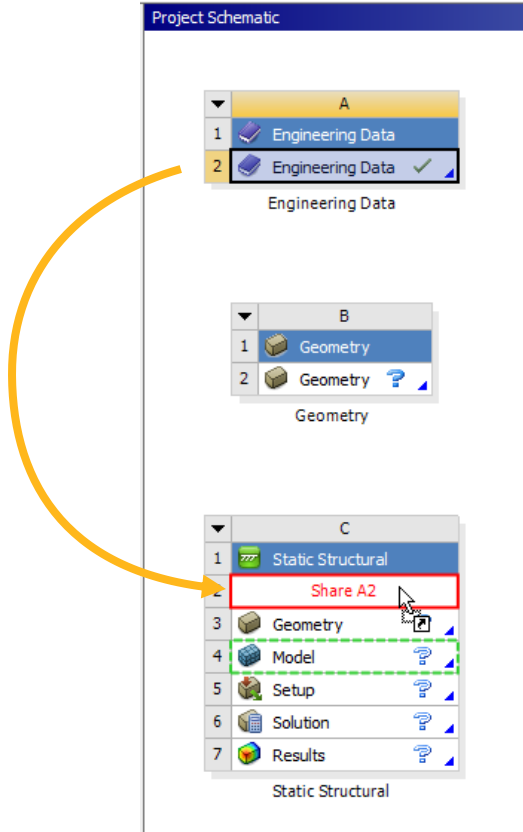 Project Schematic
A
1 Engineering Data
2 Engineering Data
Engineering Data
B
1 Geometry
2 Geometry ?
Geometry
C
1 Static Structural
2 Share A2
3 Geometry
4 Model ?
5 Setup ?
6 Solution ?
7 Results ?
Static Structural